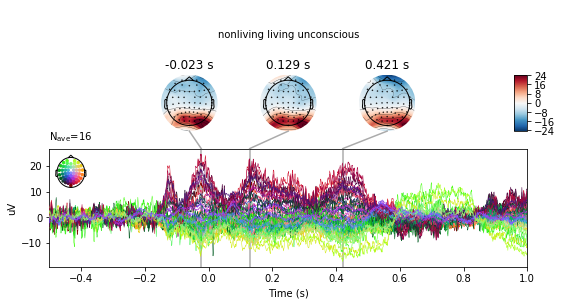 nonliving living unconscious
-0.023 s 0.129 s 0.421 s
24
16
8
0
−8
−16
−24
Nave=16
20
10
0
−10
uV
−0.4 −0.2 0.0 0.2 0.4 0.6 0.8 1.0
Time (s)